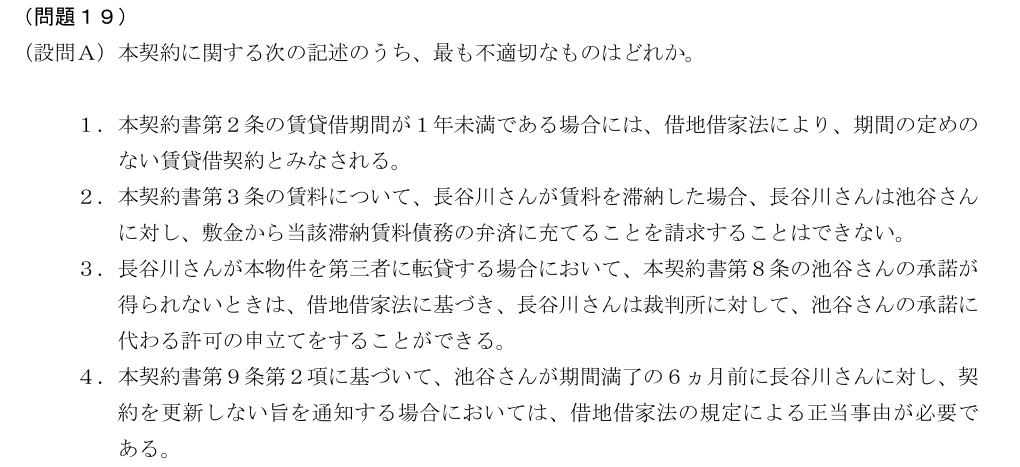 （問題１９）
（設問Ａ）本契約に関する次の記述のうち、最も不適切なものはどれか。
１．本契約書第２条の賃貸借期間が１年未満である場合には、借地借家法により、期間の定めの
ない賃貸借契約とみなされる。
２．本契約書第３条の賃料について、長谷川さんが賃料を滞納した場合、長谷川さんは池谷さん
に対し、敷金から当該滞納賃料債務の弁済に充てることを請求することはできない。
３．長谷川さんが本物件を第三者に転貸する場合において、本契約書第８条の池谷さんの承諾が
得られないときは、借地借家法に基づき、長谷川さんは裁判所に対して、池谷さんの承諾に
代わる許可の申立てをすることができる。
４．本契約書第９条第２項に基づいて、池谷さんが期間満了の６ヵ月前に長谷川さんに対し、契
約を更新しない旨を通知する場合においては、借地借家法の規定による正当事由が必要で
ある。